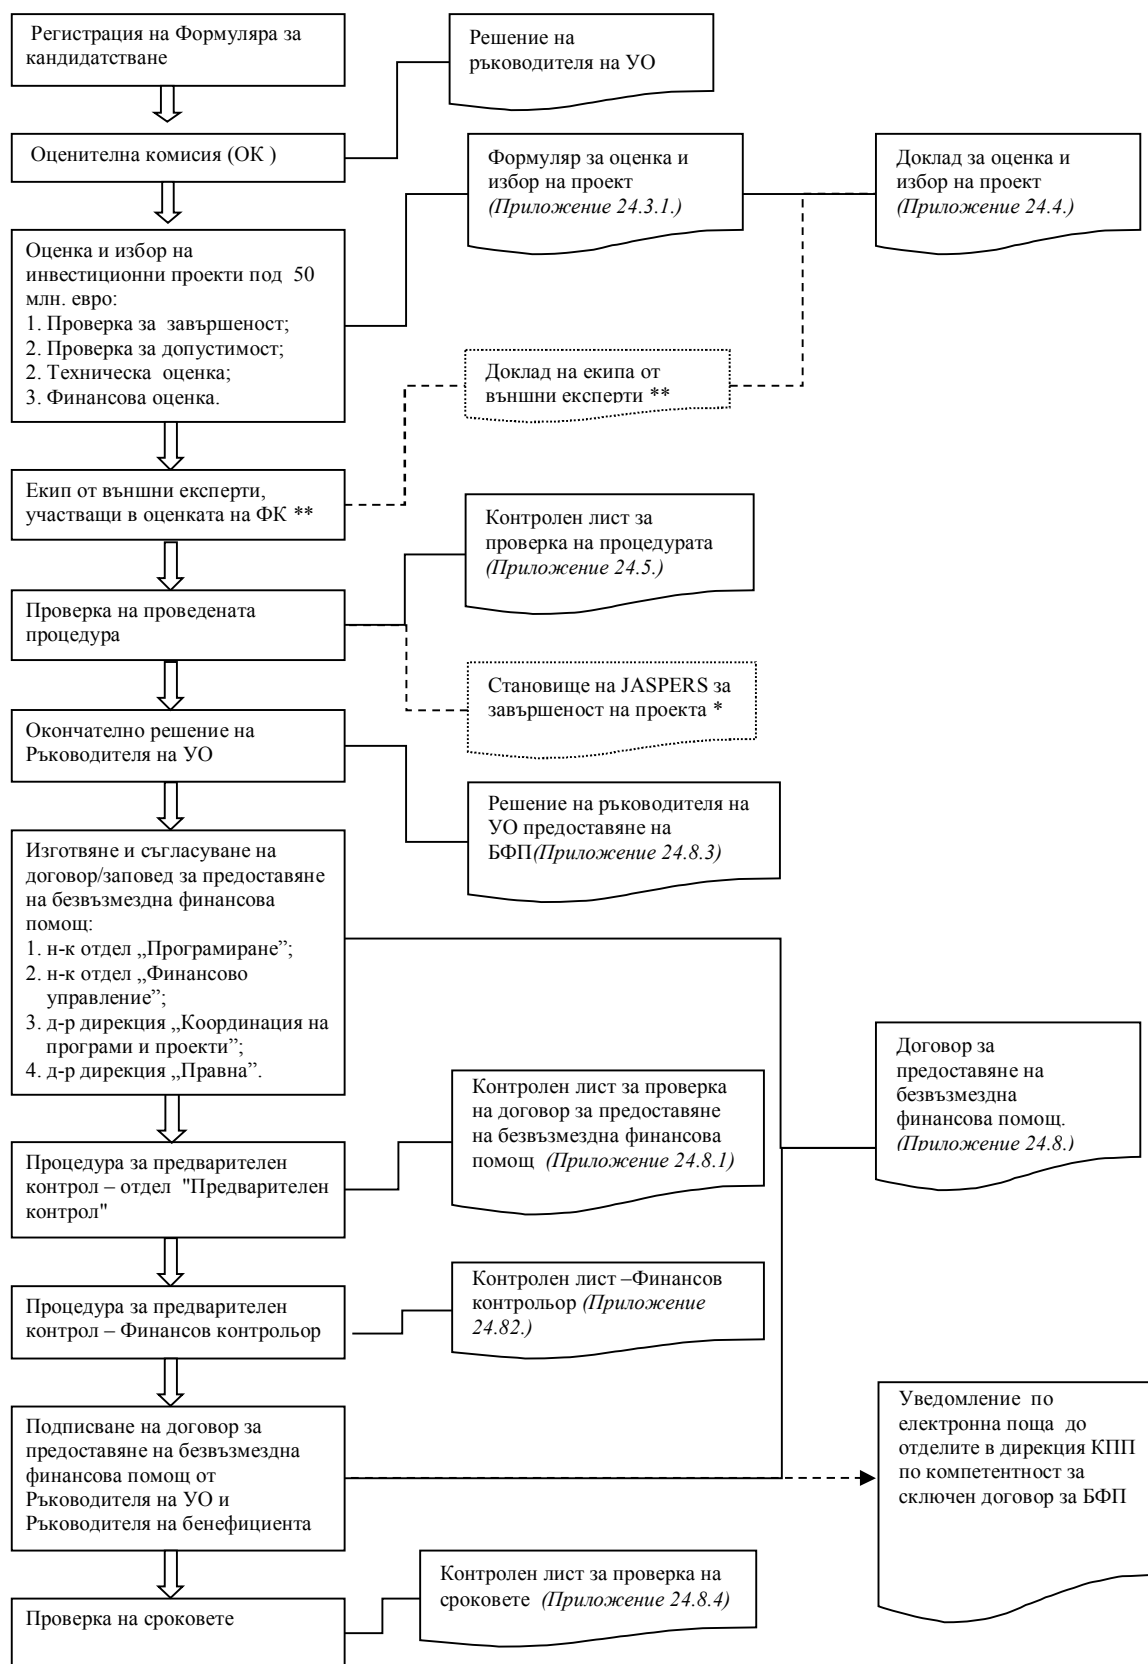 Регистрация на Формуляра за
кандидатстване
Решение на
ръководителя на УО
Оценителна комисия (ОК )
Формуляр за оценка и
избор на проект
(Приложение 24.3.1.)
Доклад за оценка и
избор на проект
(Приложение 24.4.)
Оценка и избор на
инвестиционни проекти под 50
млн. евро:
1. Проверка за завършеност;
2. Проверка за допустимост;
2. Техническа оценка;
3. Финансова оценка.
Доклад на екипа от
външни експерти **
Екип от външни експерти,
участващи в оценката на ФК **
Контролен лист за
проверка на процедурата
(Приложение 24.5.)
Проверка на проведената
процедура
Становище на JASPERS за
завършеност на проекта *
Окончателно решение на
Ръководителя на УО
Решение на ръководителя на
УО предоставяне на
БФП(Приложение 24.8.3)
Изготвяне и съгласуване на
договор/заповед за предоставяне
на безвъзмездна финансова
помощ:
1. н-к отдел „Програмиране”;
2. н-к отдел „Финансово
управление”;
3. д-р дирекция „Координация на
програми и проекти”;
4. д-р дирекция „Правна”.
Договор за
предоставяне на
безвъзмездна
финансова помощ.
(Приложение 24.8.)
Контролен лист за проверка
на договор за предоставяне
на безвъзмездна финансова
помощ (Приложение 24.8.1)
Процедура за предварителен
контрол – отдел "Предварителен
контрол"
Контролен лист –Финансов
контрольор (Приложение
24.82.)
Процедура за предварителен
контрол – Финансов контрольор
Уведомление по
електронна поща до
отделите в дирекция КПП
по компетентност за
сключен договор за БФП
Подписване на договор за
предоставяне на безвъзмездна
финансова помощ от
Ръководителя на УО и
Ръководителя на бенефициента
Контролен лист за проверка на
сроковете (Приложение 24.8.4)
Проверка на сроковете